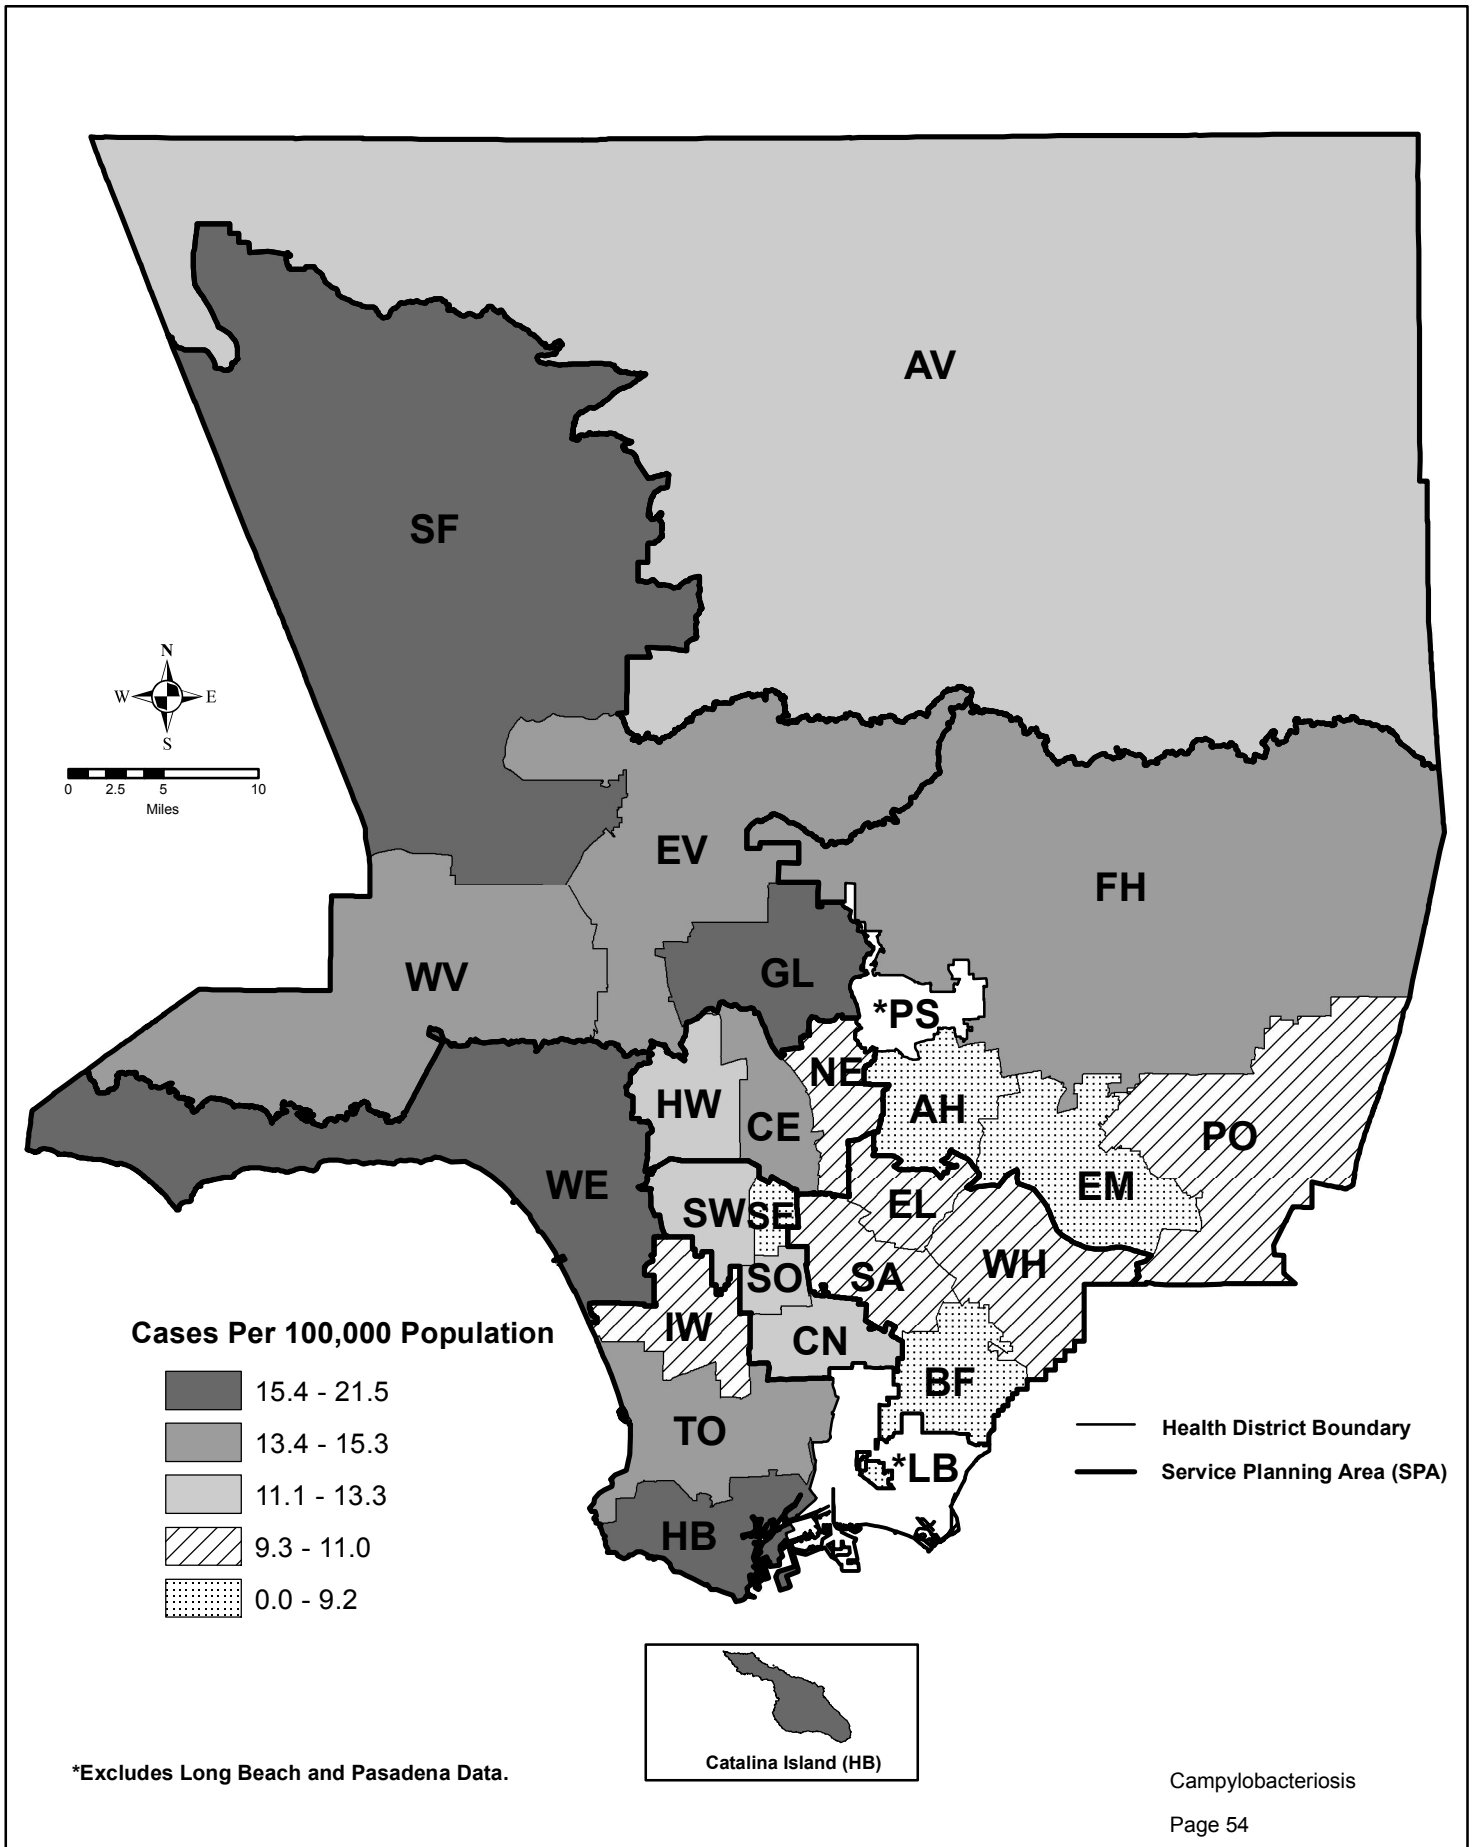 AV
SF
N
W E
S
0 2.5 5 10
Miles
EV
FH
WV
GL
*PS
NE
HW
AH
CE
PO
WE
EM
EL
SW
SE
WH
SO
SA
IW
CN
BF
TO
*LB
HB
Cases Per 100,000 Population
15.4 - 21.5
13.4 - 15.3
11.1 - 13.3
9.3 - 11.0
0.0 - 9.2
Health District Boundary
Service Planning Area (SPA)
Catalina Island (HB)
*Excludes Long Beach and Pasadena Data.
Campylobacteriosis
Page 54